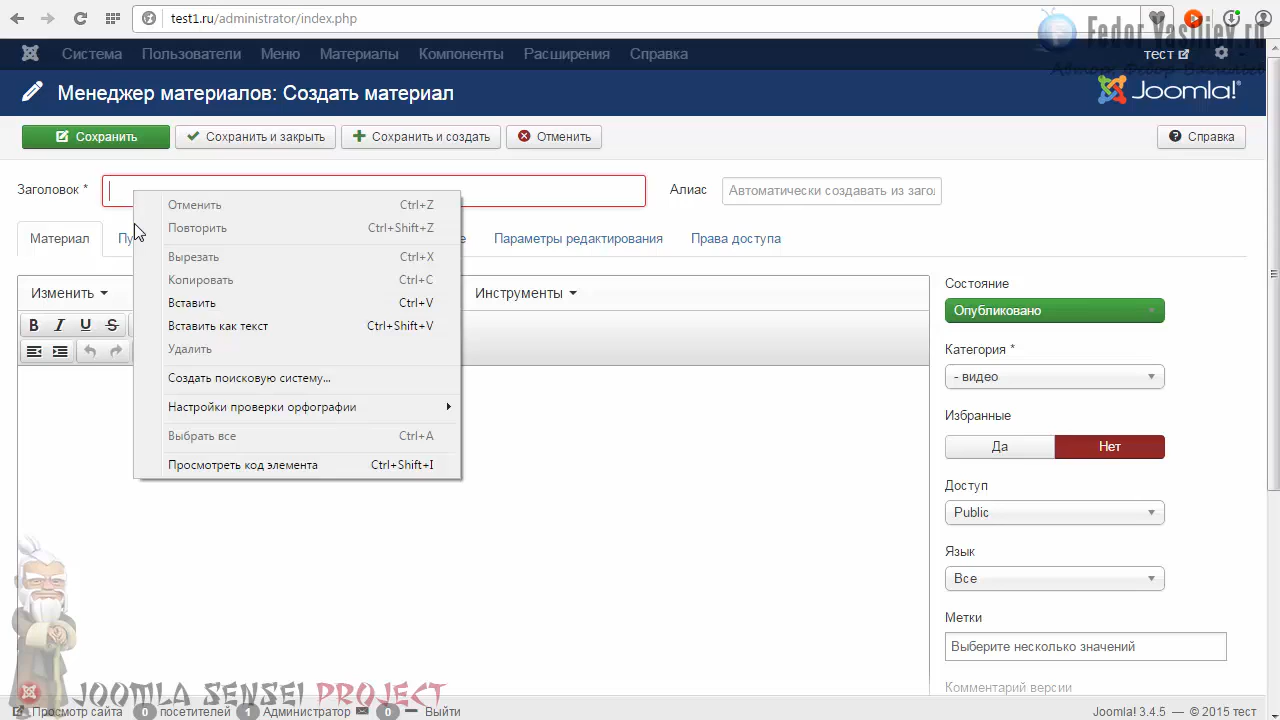 test1.ru/administrator/index.php
Fedor Vasiliev.ru
Система Пользователи Меню Материалы Компоненты Расширения Справка тест
Менеджер материалов: Создать материал
Joomla!®
Сохранить Сохранить и закрыть Сохранить и создать Отменить Справка
Заголовок *
Алиас Автоматически создавать из заго
Отменить Ctrl+Z
Повторить Ctrl+Shift+Z
Вырезать Ctrl+X
Копировать Ctrl+C
Вставить Ctrl+V
Вставить как текст Ctrl+Shift+V
Удалить
Создать поисковую систему...
Настройки проверки орфографии
Выбрать все Ctrl+A
Просмотреть код элемента Ctrl+Shift+I
Материал Параметры редактирования Права доступа
Изменить Инструменты
B I U S
Состояние
Опубликовано
Категория *
- видео
Избранные
Да Нет
Доступ
Public
Язык
Все
Метки
Выберите несколько значений
Комментарий версии
JOOMLA SENSEI PROJECT
Просмотр сайта 0 посетителей 1 Администратор 0 Выйти
Joomla! 3.4.5 — © 2015 тест